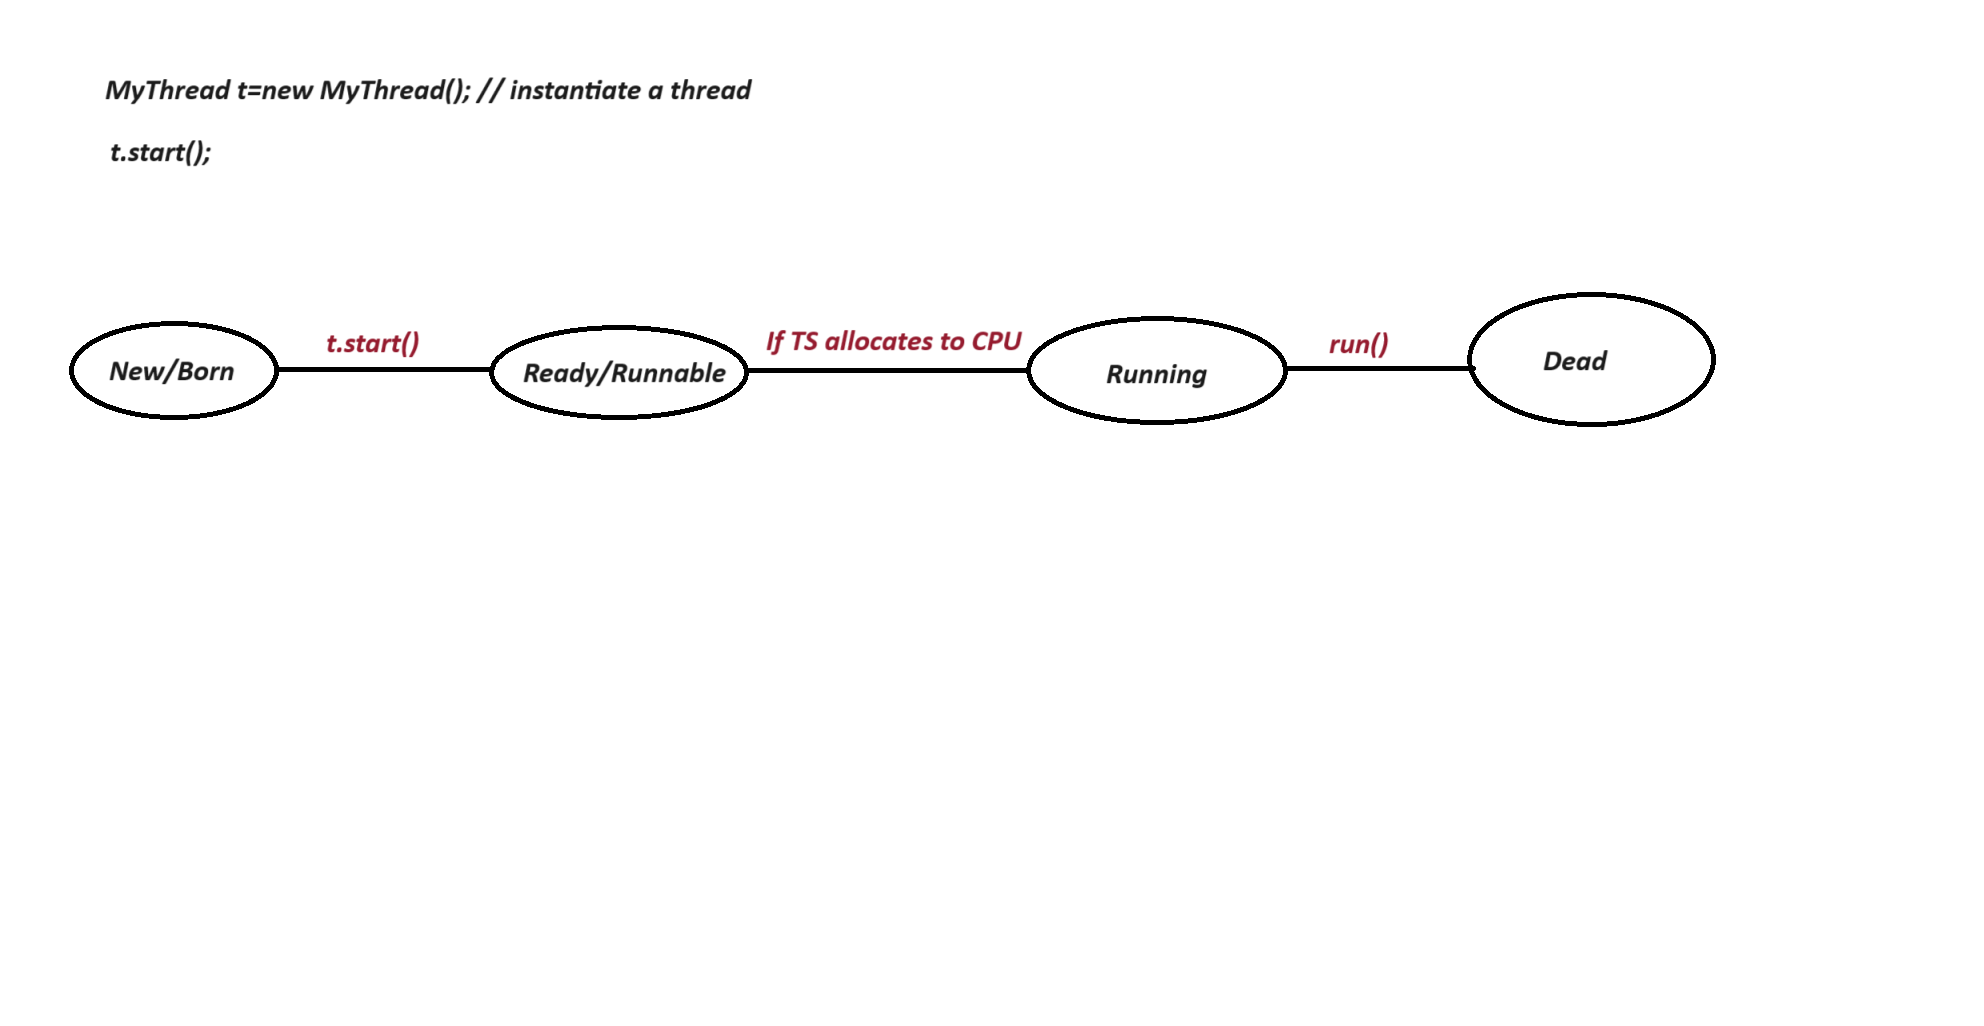 MyThread t=new MyThread(); // instantiate a thread
t.start();
t.start()
If TS allocates to CPU
run()
New/Born
Ready/Runnable
Running
Dead